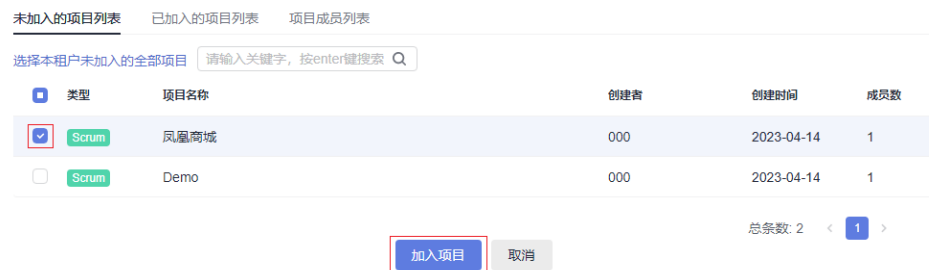 未加入的项目列表 已加入的项目列表 项目成员列表
选择本租户未加入的全部项目 请输入关键字，按enter键搜索
类型 项目名称 创建者 创建时间 成员数
Scrum 凤凰商城 000 2023-04-14 1
Scrum Demo 000 2023-04-14 1
总条数: 2 < 1 >
加入项目 取消